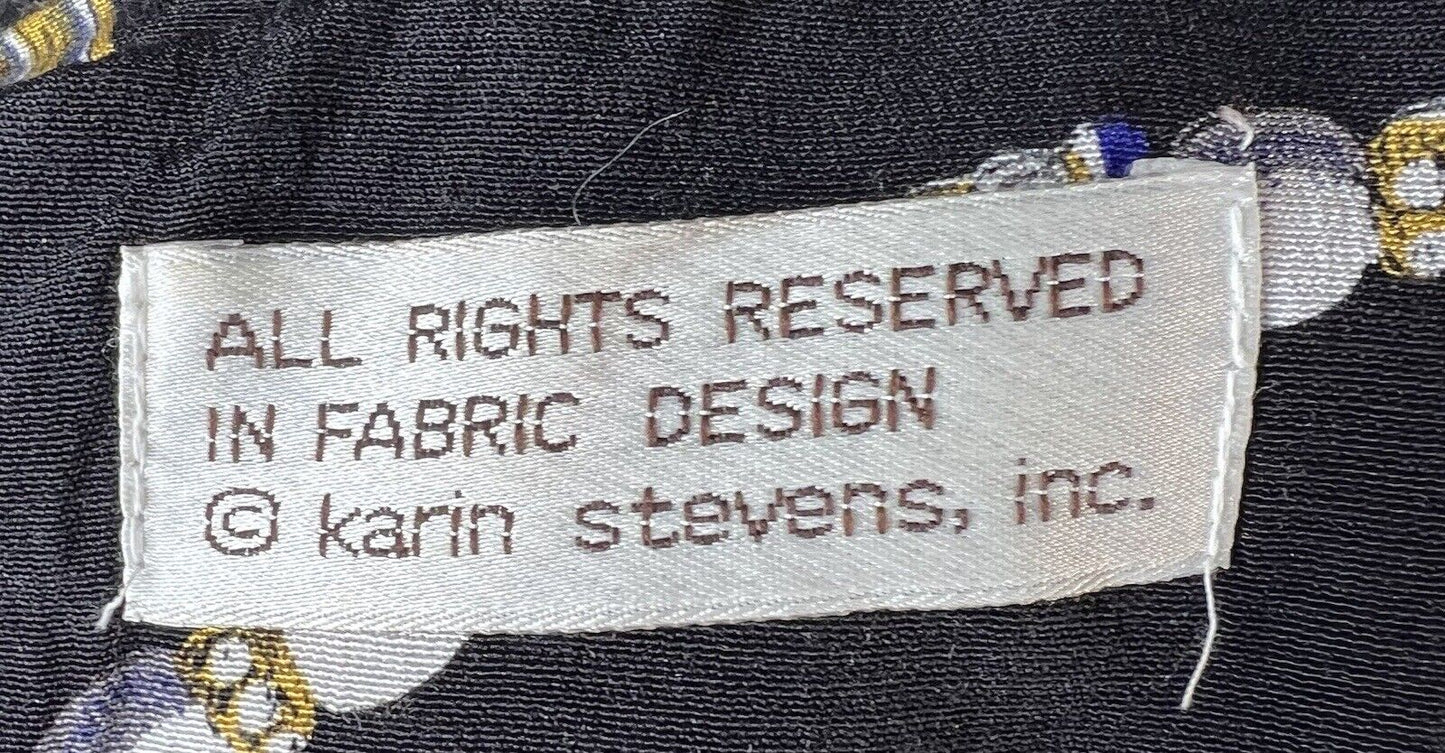 ALL RIGHTS RESERVED
IN FABRIC DESIGN
© karin stevens, inc.